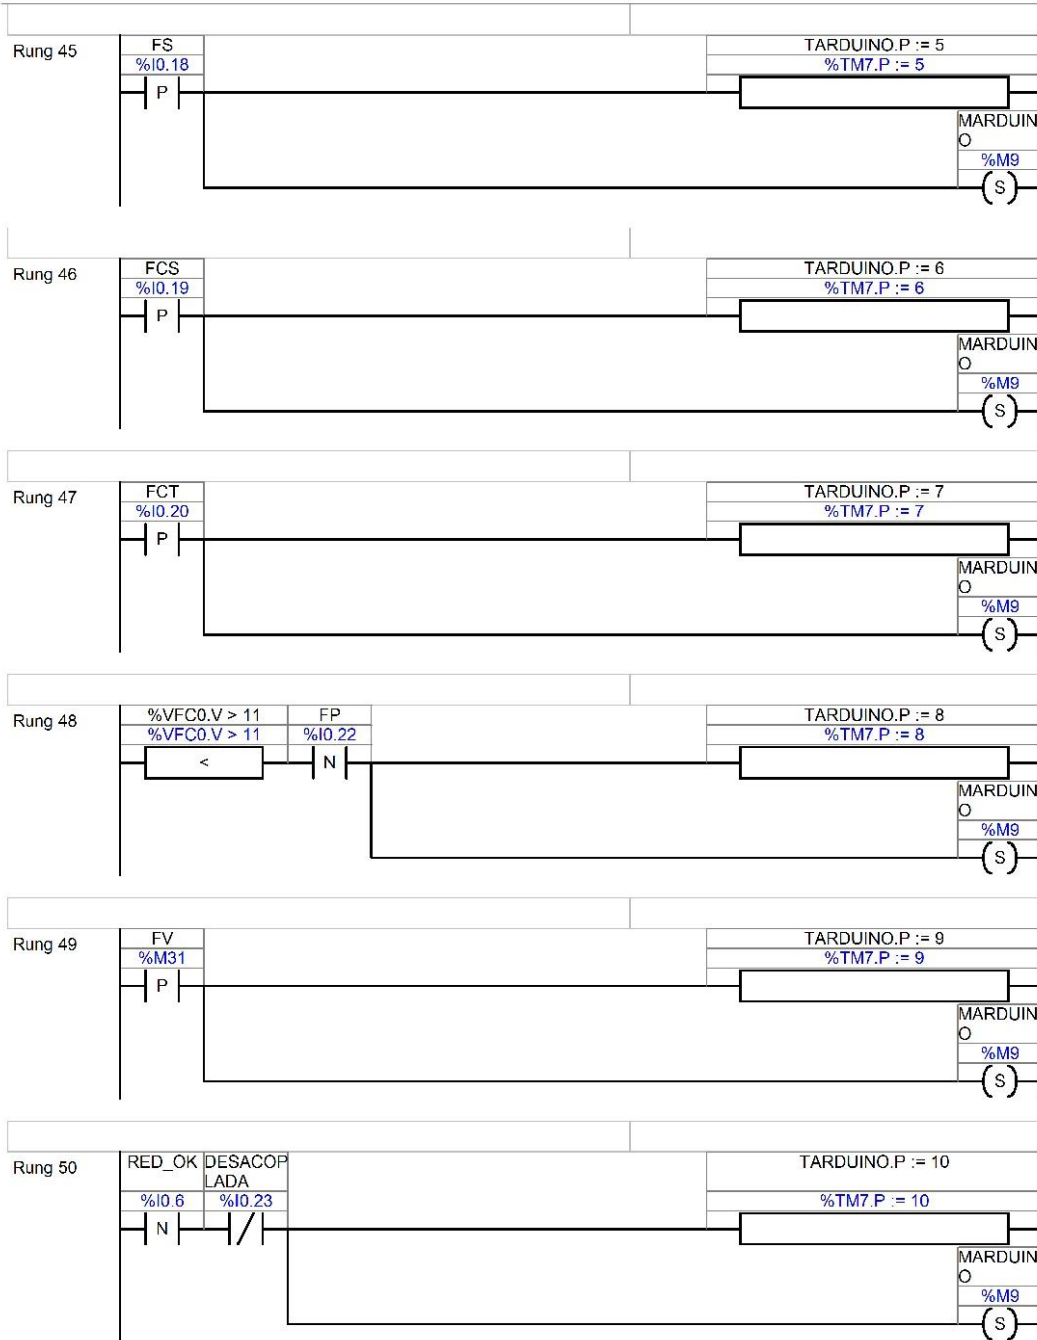 Rung 45
FS
%I0.18
P
TARDUINO.P := 5
%TM7.P := 5
MARDUIN
O
%M9
S
Rung 46
FCS
%I0.19
P
TARDUINO.P := 6
%TM7.P := 6
MARDUIN
O
%M9
S
Rung 47
FCT
%I0.20
P
TARDUINO.P := 7
%TM7.P := 7
MARDUIN
O
%M9
S
Rung 48
%VFC0.V > 11
%VFC0.V > 11
<
FP
%I0.22
N
TARDUINO.P := 8
%TM7.P := 8
MARDUIN
O
%M9
S
Rung 49
FV
%M31
P
TARDUINO.P := 9
%TM7.P := 9
MARDUIN
O
%M9
S
Rung 50
RED_OK
%I0.6
N
DESACOP
LADA
%I0.23
TARDUINO.P := 10
%TM7.P := 10
MARDUIN
O
%M9
S